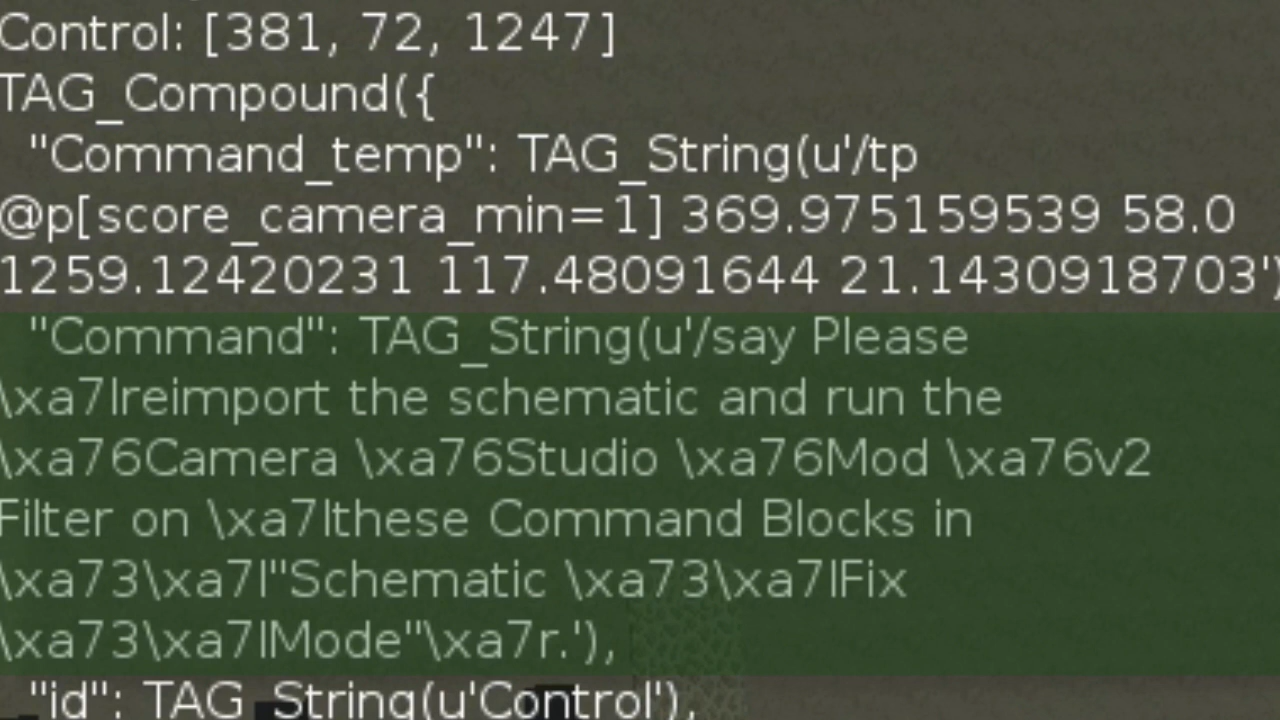 Control: [381, 72, 1247]
TAG_Compound({
"Command_temp": TAG_String(u'/tp
@p[score_camera_min=1] 369.975159539 58.0
1259.12420231 117.48091644 21.1430918703')
"Command": TAG_String(u'/say Please
\xa7lreimport the schematic and run the
\xa76Camera \xa76Studio \xa76Mod \xa76v2
Filter on \xa7lthese Command Blocks in
\xa73\xa7l"Schematic \xa73\xa7lFix
\xa73\xa7lMode"\xa7r.'),
"id": TAG_String(u'Control'),